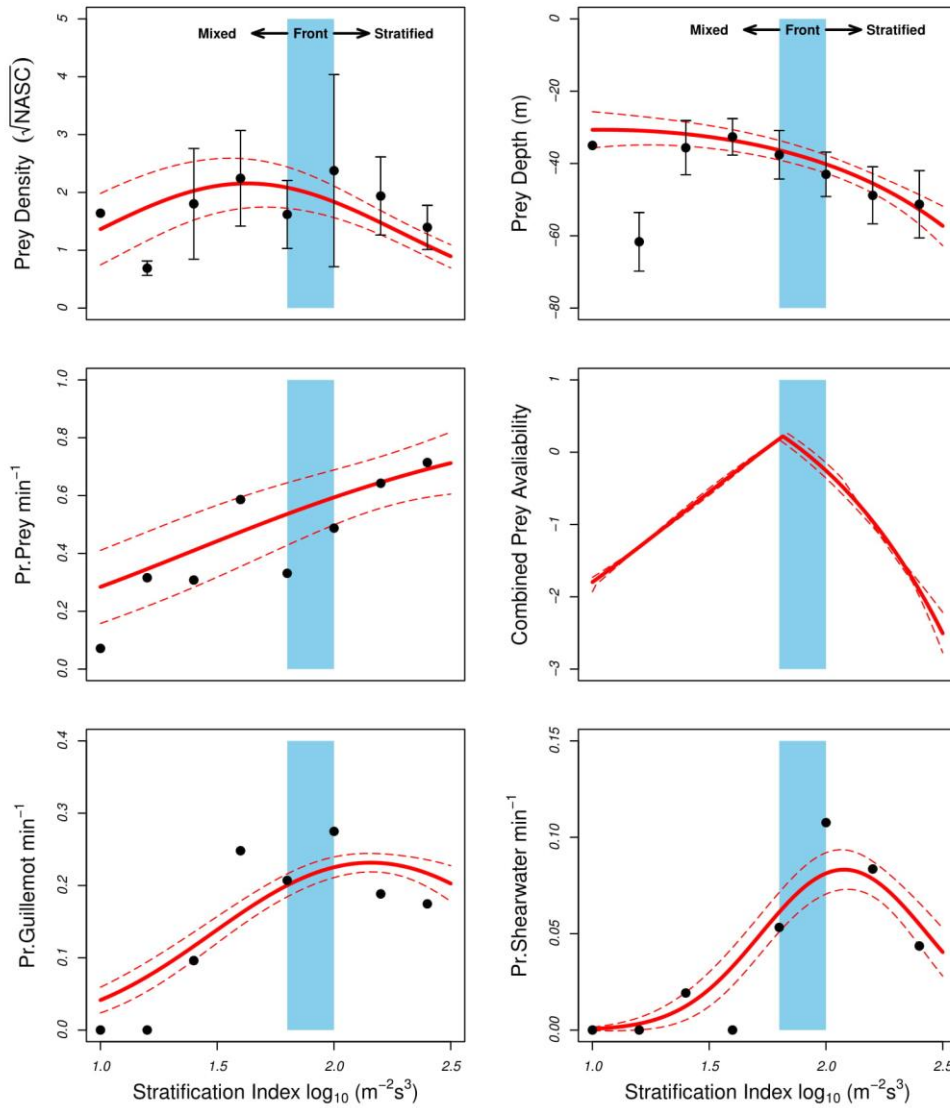 Prey Density (√NASC)
5
4
3
2
1
0
Mixed Front Stratified
Prey Depth (m)
0
−20
−40
−60
−80
Mixed Front Stratified
Pr.Prey min⁻¹
1.0
0.8
0.6
0.4
0.2
0.0
Combined Prey Avaliability
1
0
−1
−2
−3
Pr.Guillemot min⁻¹
0.4
0.3
0.2
0.1
0.0
1.0 1.5 2.0 2.5
Stratification Index log₁₀ (m⁻²s³)
Pr.Shearwater min⁻¹
0.15
0.10
0.05
0.00
1.0 1.5 2.0 2.5
Stratification Index log₁₀ (m⁻²s³)